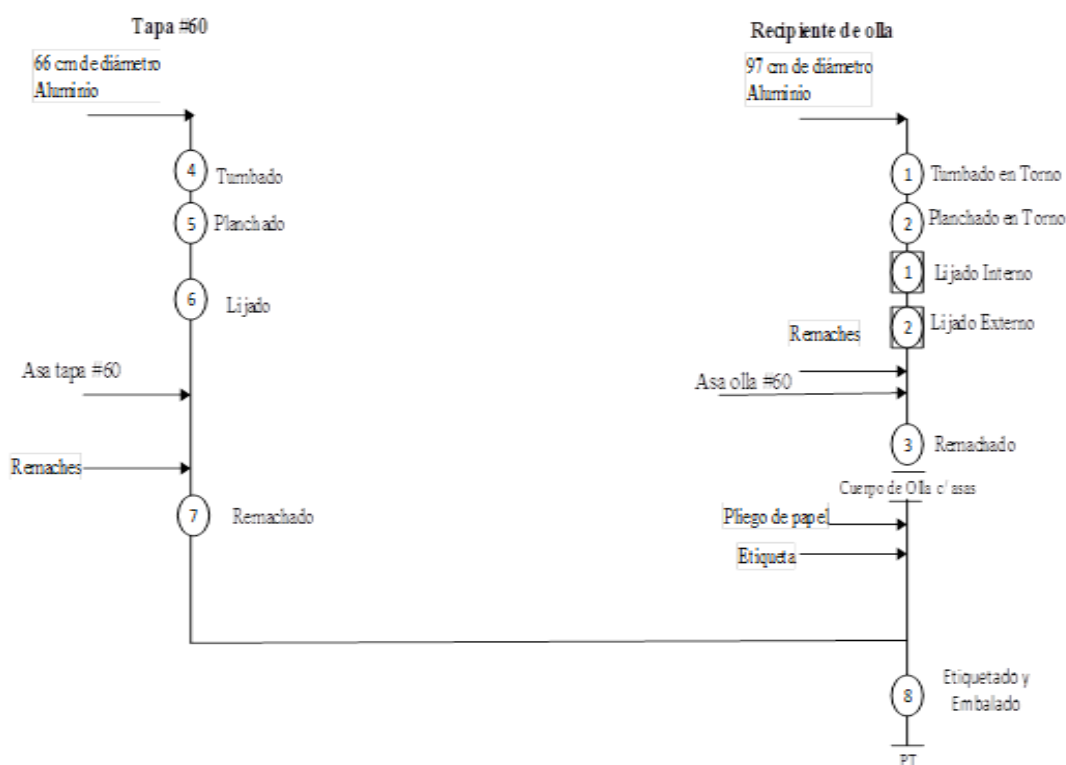 Tapa #60
66 cm de diámetro
Aluminio
4
Tumbado
5
Planchado
6
Lijado
Asa tapa #60
Remaches
7
Remachado
Recipiente de olla
97 cm de diámetro
Aluminio
1
Tumbado en Torno
2
Planchado en Torno
1
Lijado Interno
2
Lijado Externo
Remaches
Asa olla #60
3
Remachado
Cuerpo de Olla c/ asas
Pliego de papel
Etiqueta
8
Etiquetado y
Embalado
PT